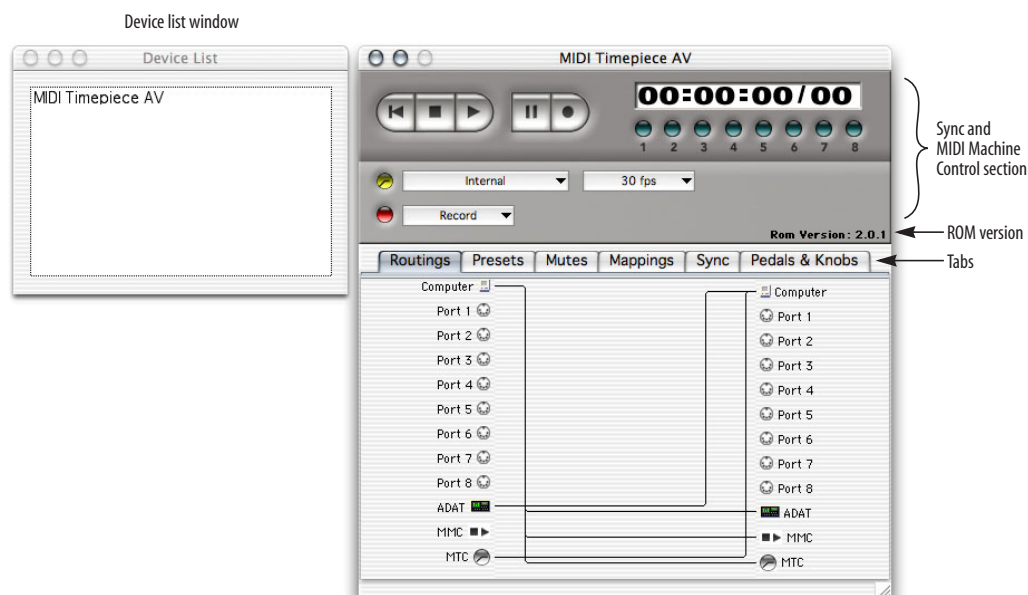 Device list window
Device List
MIDI Timepiece AV
MIDI Timepiece AV
00:00:00/00
1 2 3 4 5 6 7 8
Internal
30 fps
Record
Rom Version: 2.0.1
Sync and
MIDI Machine
Control section
ROM version
Tabs
Routings Presets Mutes Mappings Sync Pedals & Knobs
Computer
Port 1
Port 2
Port 3
Port 4
Port 5
Port 6
Port 7
Port 8
ADAT
MMC
MTC
Computer
Port 1
Port 2
Port 3
Port 4
Port 5
Port 6
Port 7
Port 8
ADAT
MMC
MTC